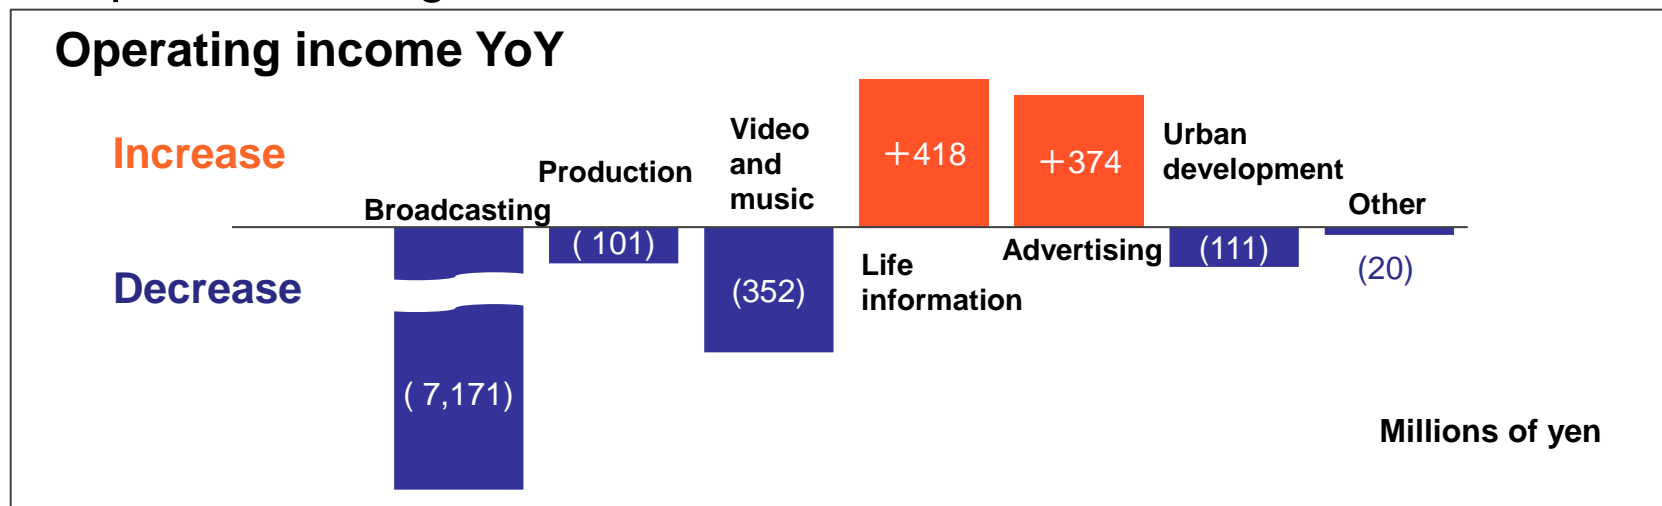 Operating income YoY
Increase
Decrease
Broadcasting
( 7,171)
Production
( 101)
Video
and
music
(352)
+418
Life
information
+374
Advertising
Urban
development
(111)
Other
(20)
Millions of yen